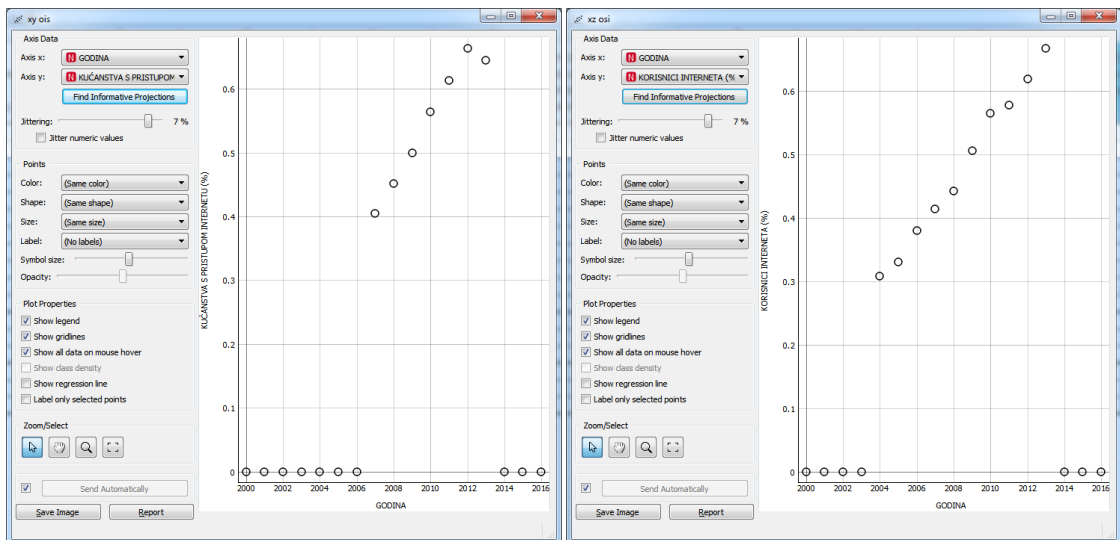 xy ois
Axis Data
Axis x: N GODINA
Axis y: N KUĆANSTVA S PRISTUPOM
Find Informative Projections
Jittering: 7 %
Jitter numeric values
Points
Color: (Same color)
Shape: (Same shape)
Size: (Same size)
Label: (No labels)
Symbol size:
Opacity:
Plot Properties
Show legend
Show gridlines
Show all data on mouse hover
Show class density
Show regression line
Label only selected points
Zoom/Select
Send Automatically
Save Image Report
KUĆANSTVA S PRISTUPOM INTERNETU (%)
0.6
0.5
0.4
0.3
0.2
0.1
0
2000 2002 2004 2006 2008 2010 2012 2014 2016
GODINA
xz osi
Axis Data
Axis x: N GODINA
Axis y: N KORISNICI INTERNETA (%
Find Informative Projections
Jittering: 7 %
Jitter numeric values
Points
Color: (Same color)
Shape: (Same shape)
Size: (Same size)
Label: (No labels)
Symbol size:
Opacity:
Plot Properties
Show legend
Show gridlines
Show all data on mouse hover
Show class density
Show regression line
Label only selected points
Zoom/Select
Send Automatically
Save Image Report
KORISNICI INTERNETA (%)
0.6
0.5
0.4
0.3
0.2
0.1
0
2000 2002 2004 2006 2008 2010 2012 2014 2016
GODINA